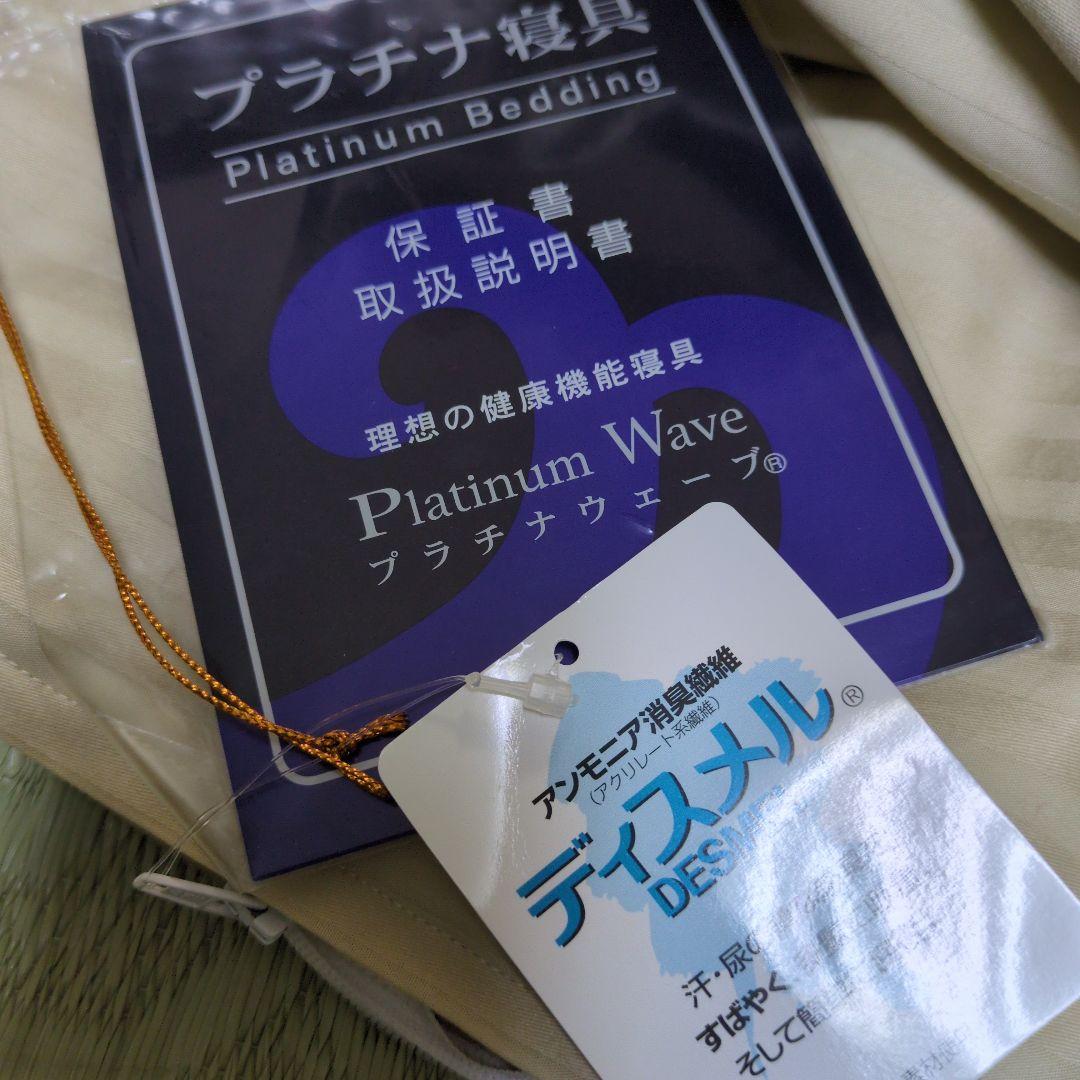 プラチナ寝具
Platinum Bedding
保証書
取扱説明書
理想の健康機能寝具
Platinum Wave
プラチナウェーブ®
アンモニア消臭繊維
(アクリレート系繊維)
ディスメル®
DESM
汗・尿の
すばやく
そして簡